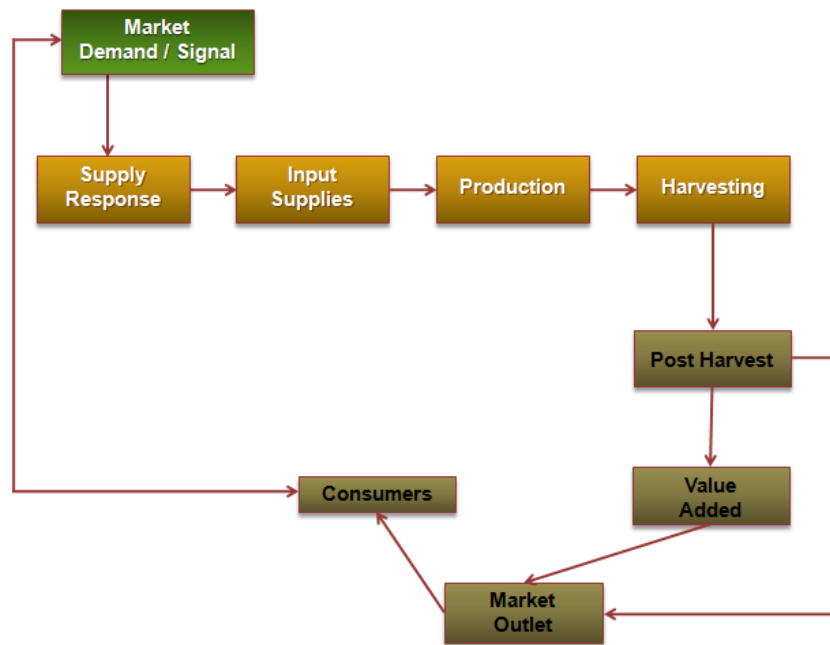 Market
Demand / Signal
Supply
Response
Input
Supplies
Production
Harvesting
Post Harvest
Value
Added
Consumers
Market
Outlet